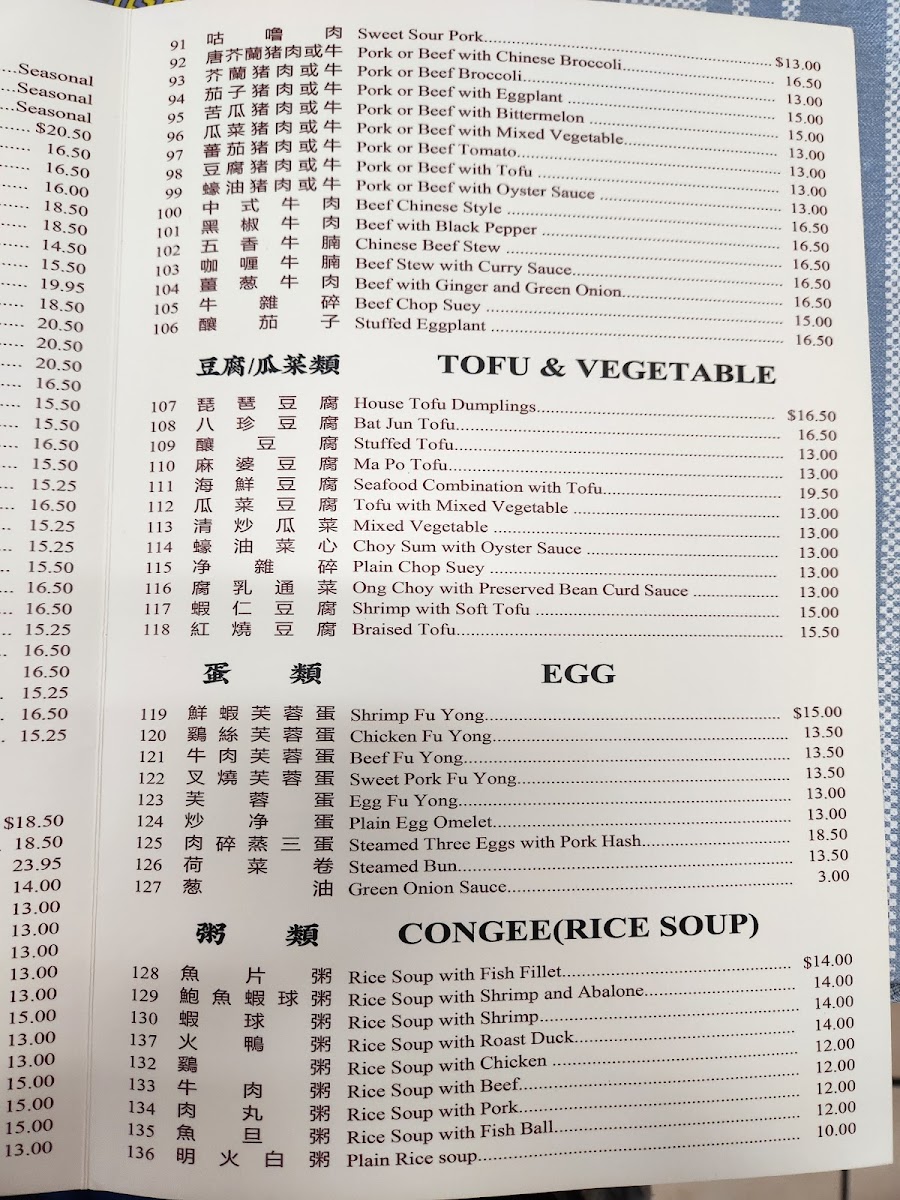 ...Seasonal
...Seasonal
...Seasonal
$20.50
16.50
16.50
16.00
18.50
18.50
14.50
15.50
19.95
18.50
20.50
20.50
20.50
16.50
15.50
15.50
16.50
15.50
15.25
16.50
15.25
15.25
15.50
16.50
16.50
15.25
16.50
16.50
15.25
16.50
15.25
$18.50
18.50
23.95
14.00
13.00
13.00
13.00
13.00
13.00
15.00
13.00
13.00
15.00
15.00
15.00
13.00
91 咕嚕肉 Sweet Sour Pork $13.00
92 唐芥蘭豬肉或牛 Pork or Beef with Chinese Broccoli 16.50
93 芥蘭豬肉或牛 Pork or Beef Broccoli 13.00
94 茄子豬肉或牛 Pork or Beef with Eggplant 15.00
95 苦瓜豬肉或牛 Pork or Beef with Bittermelon 15.00
96 瓜菜豬肉或牛 Pork or Beef with Mixed Vegetable 13.00
97 蕃茄豬肉或牛 Pork or Beef Tomato 13.00
98 豆腐豬肉或牛 Pork or Beef with Tofu 13.00
99 蠔油豬肉或牛 Pork or Beef with Oyster Sauce 13.00
100 中式牛肉 Beef Chinese Style 16.50
101 黑椒牛肉 Beef with Black Pepper 16.50
102 五香牛腩 Chinese Beef Stew 16.50
103 咖喱牛腩 Beef Stew with Curry Sauce 16.50
104 薑葱牛肉 Beef with Ginger and Green Onion 16.50
105 牛雜碎 Beef Chop Suey 15.00
106 釀茄子 Stuffed Eggplant 16.50
豆腐/瓜菜類 TOFU & VEGETABLE
107 琵琶豆腐 House Tofu Dumplings $16.50
108 八珍豆腐 Bat Jun Tofu 16.50
109 釀豆腐 Stuffed Tofu 13.00
110 麻婆豆腐 Ma Po Tofu 13.00
111 海鮮豆腐 Seafood Combination with Tofu 19.50
112 瓜菜豆腐 Tofu with Mixed Vegetable 13.00
113 清炒瓜菜 Mixed Vegetable 13.00
114 蠔油菜心 Choy Sum with Oyster Sauce 13.00
115 净雜碎 Plain Chop Suey 13.00
116 腐乳通菜 Ong Choy with Preserved Bean Curd Sauce 13.00
117 蝦仁豆腐 Shrimp with Soft Tofu 15.00
118 紅燒豆腐 Braised Tofu 15.50
蛋類 EGG
119 鮮蝦芙蓉蛋 Shrimp Fu Yong $15.00
120 鷄絲芙蓉蛋 Chicken Fu Yong 13.50
121 牛肉芙蓉蛋 Beef Fu Yong 13.50
122 叉燒芙蓉蛋 Sweet Pork Fu Yong 13.50
123 芙蓉蛋 Egg Fu Yong 13.00
124 炒净蛋 Plain Egg Omelet 13.00
125 肉碎蒸三蛋 Steamed Three Eggs with Pork Hash 18.50
126 荷菜卷 Steamed Bun 13.50
127 葱油 Green Onion Sauce 3.00
粥類 CONGEE(RICE SOUP)
128 魚片粥 Rice Soup with Fish Fillet $14.00
129 鮑魚蝦球粥 Rice Soup with Shrimp and Abalone 14.00
130 蝦球粥 Rice Soup with Shrimp 14.00
137 火鴨粥 Rice Soup with Roast Duck 14.00
132 鷄粥 Rice Soup with Chicken 12.00
133 牛肉粥 Rice Soup with Beef 12.00
134 肉丸粥 Rice Soup with Pork 12.00
135 魚旦粥 Rice Soup with Fish Ball 12.00
136 明火白粥 Plain Rice soup 10.00